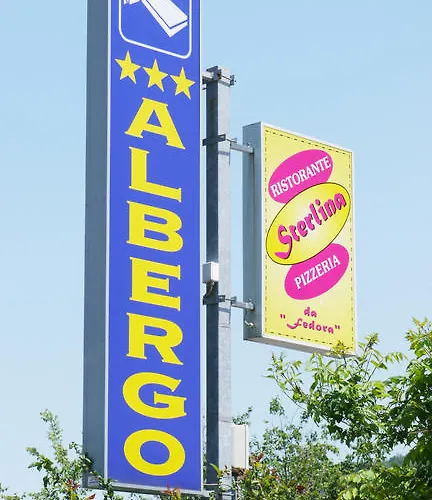 ALBERGO
RISTORANTE
Sterlina
PIZZERIA
da
"Fedora"